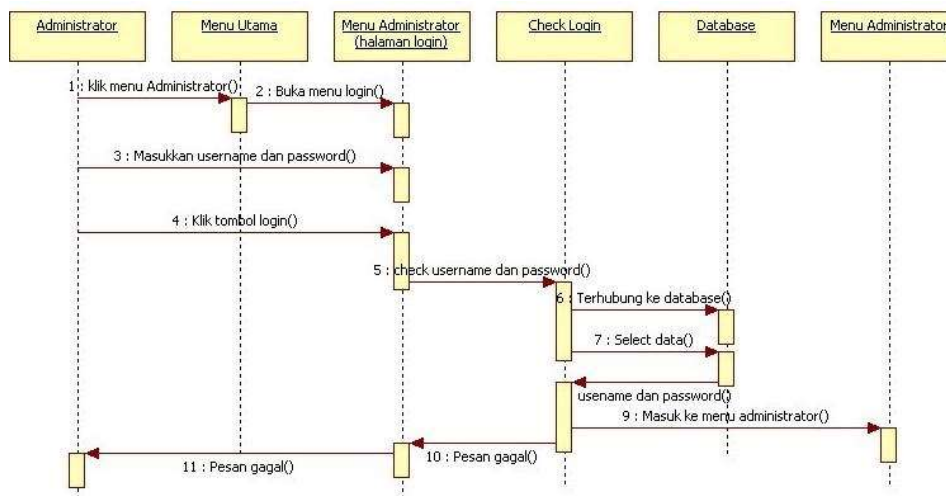 Administrator
Menu Utama
Menu Administrator
(halaman login)
Check Login
Database
Menu Administrator
1 : klik menu Administrator()
2 : Buka menu login()
3 : Masukkan username dan password()
4 : Klik tombol login()
5 : check username dan password()
6 : Terhubung ke database()
7 : Select data()
usename dan password()
9 : Masuk ke menu administrator()
10 : Pesan gagal()
11 : Pesan gagal()